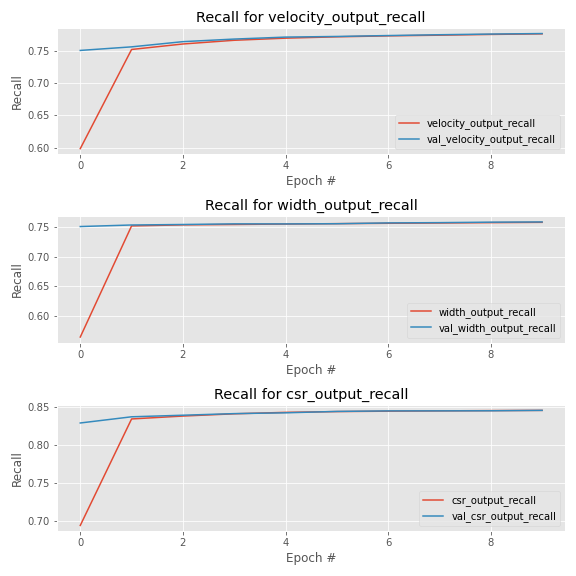 Recall for velocity_output_recall
0.75
0.70
0.65
0.60
Recall
velocity_output_recall
val_velocity_output_recall
0 2 4 6 8
Epoch #
Recall for width_output_recall
0.75
0.70
0.65
0.60
Recall
width_output_recall
val_width_output_recall
0 2 4 6 8
Epoch #
Recall for csr_output_recall
0.85
0.80
0.75
0.70
Recall
csr_output_recall
val_csr_output_recall
0 2 4 6 8
Epoch #